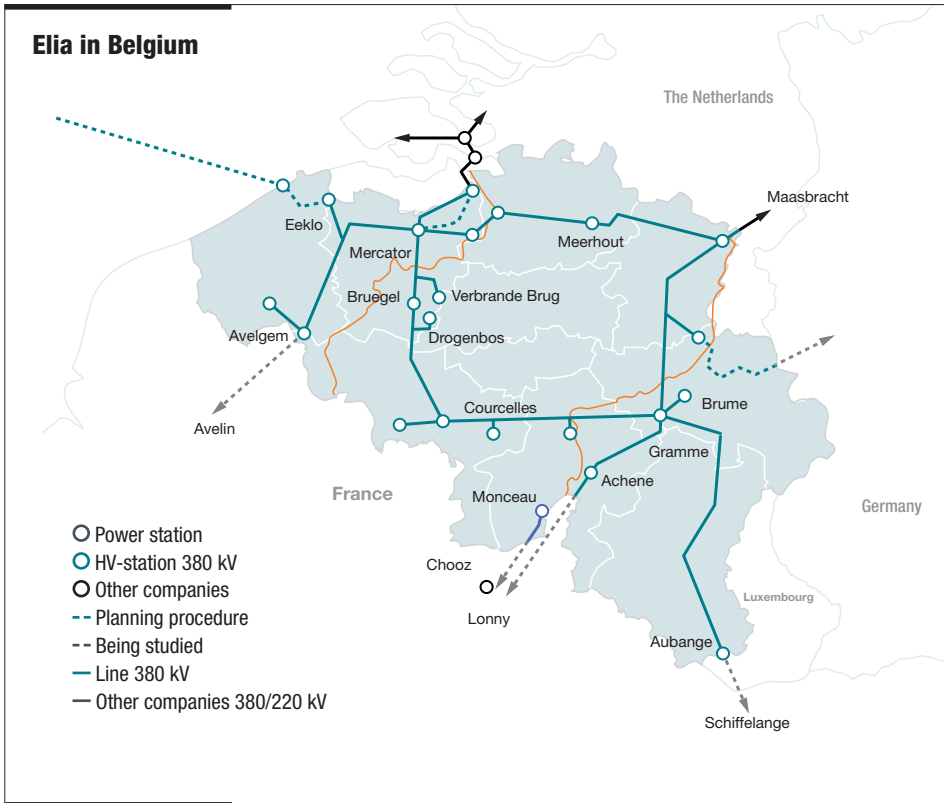 Elia in Belgium
The Netherlands
Maasbracht
Eeklo
Mercator
Meerhout
Bruegel
Verbrande Brug
Avelgem
Drogenbos
Avelin
Courcelles
Brume
Gramme
France
Monceau
Achene
Germany
Power station
HV-station 380 kV
Other companies
Planning procedure
Being studied
Line 380 kV
Other companies 380/220 kV
Chooz
Lonny
Luxembourg
Aubange
Schiffelange